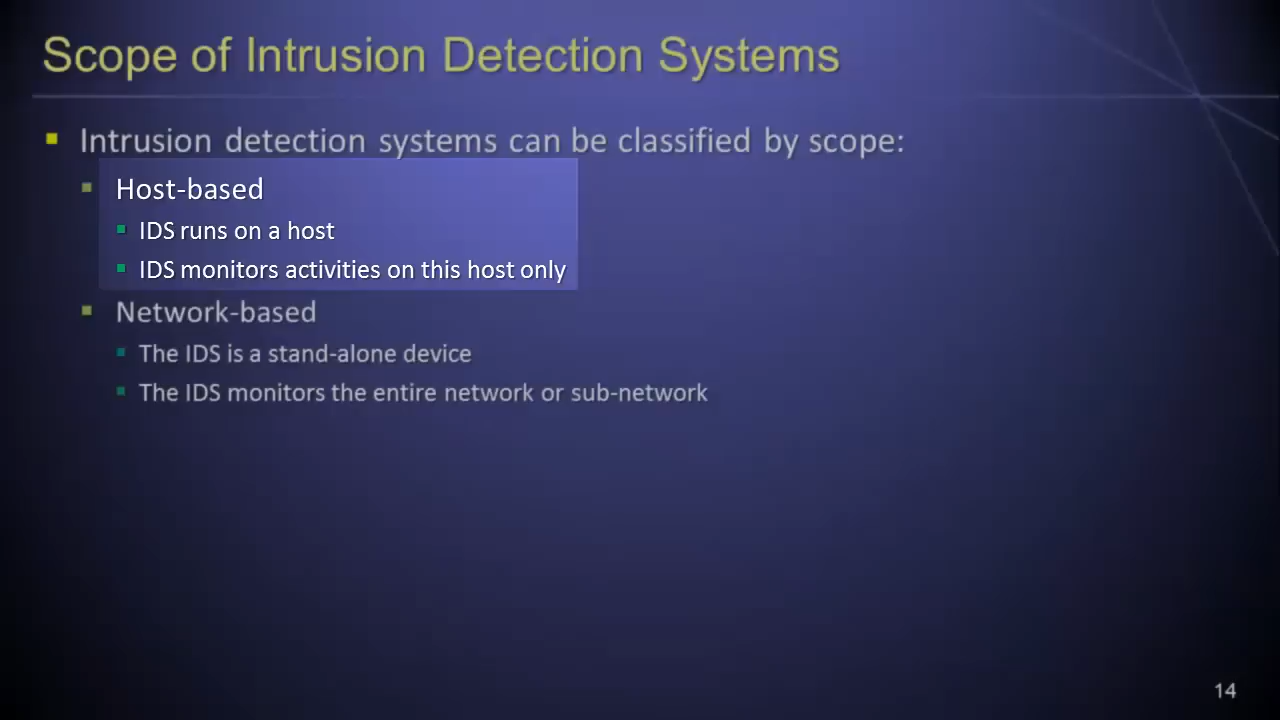 Scope of Intrusion Detection Systems
Intrusion detection systems can be classified by scope:
Host-based
IDS runs on a host
IDS monitors activities on this host only
Network-based
The IDS is a stand-alone device
The IDS monitors the entire network or sub-network
14